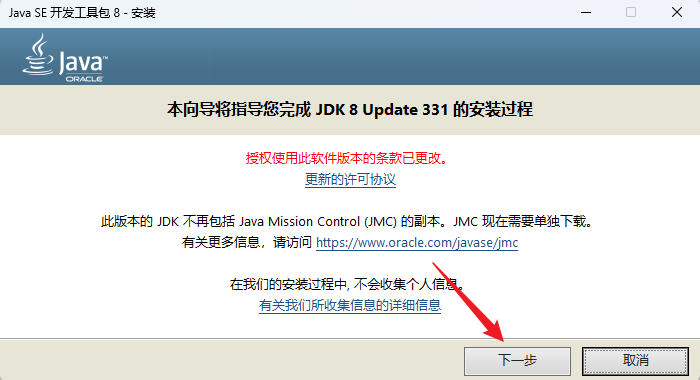 Java SE 开发工具包 8 - 安装
Java™
ORACLE
本向导将指导您完成 JDK 8 Update 331 的安装过程
授权使用此软件版本的条款已更改。
更新的许可协议
此版本的 JDK 不再包括 Java Mission Control (JMC) 的副本。JMC 现在需要单独下载。
有关更多信息，请访问 https://www.oracle.com/javase/jmc
在我们的安装过程中, 不会收集个人信息。
有关我们所收集信息的详细信息
下一步 取消